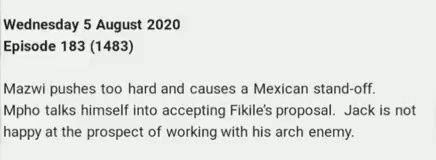 Wednesday 5 August 2020
Episode 183 (1483)
Mazwi pushes too hard and causes a Mexican stand-off.
Mpho talks himself into accepting Fikile's proposal.  Jack is not
happy at the prospect of working with his arch enemy.